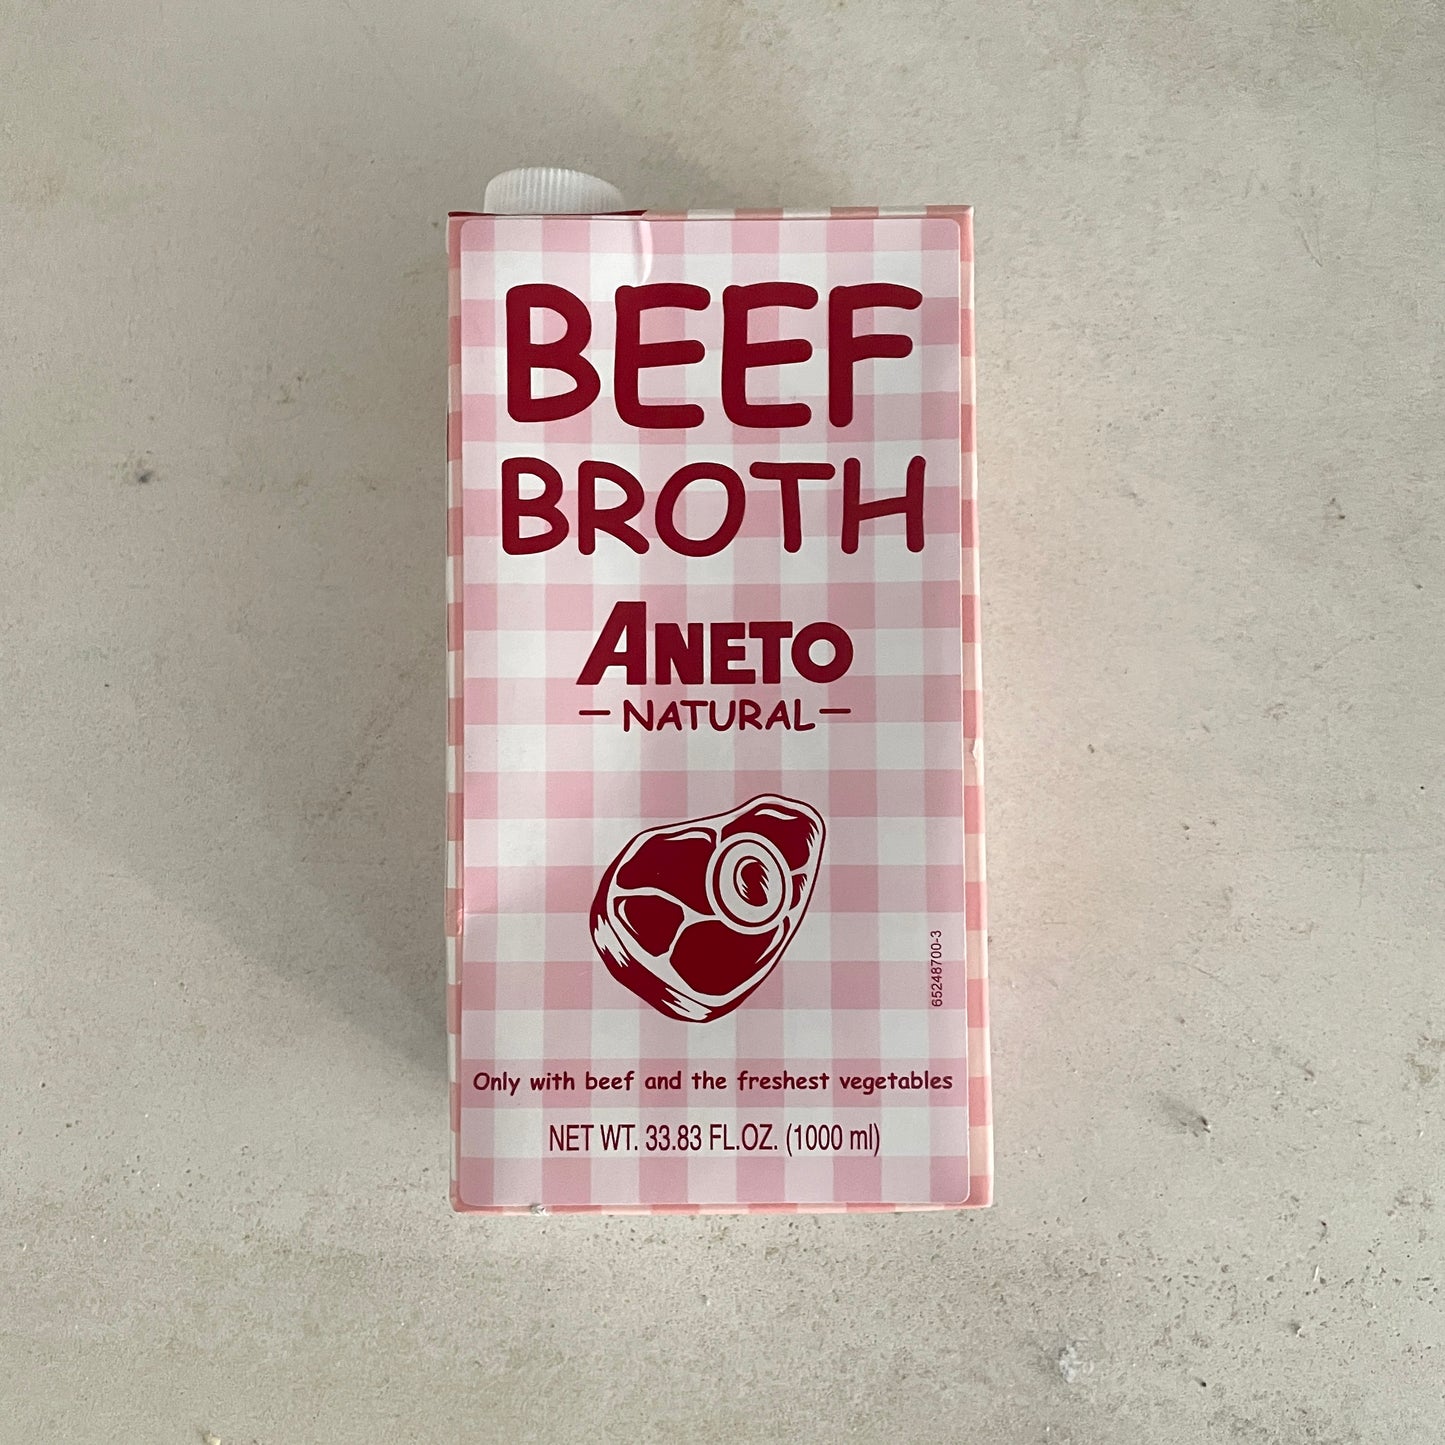 BEEF
BROTH
ANETO
- NATURAL -
65248700-3
Only with beef and the freshest vegetables
NET WT. 33.83 FL.OZ. (1000 ml)